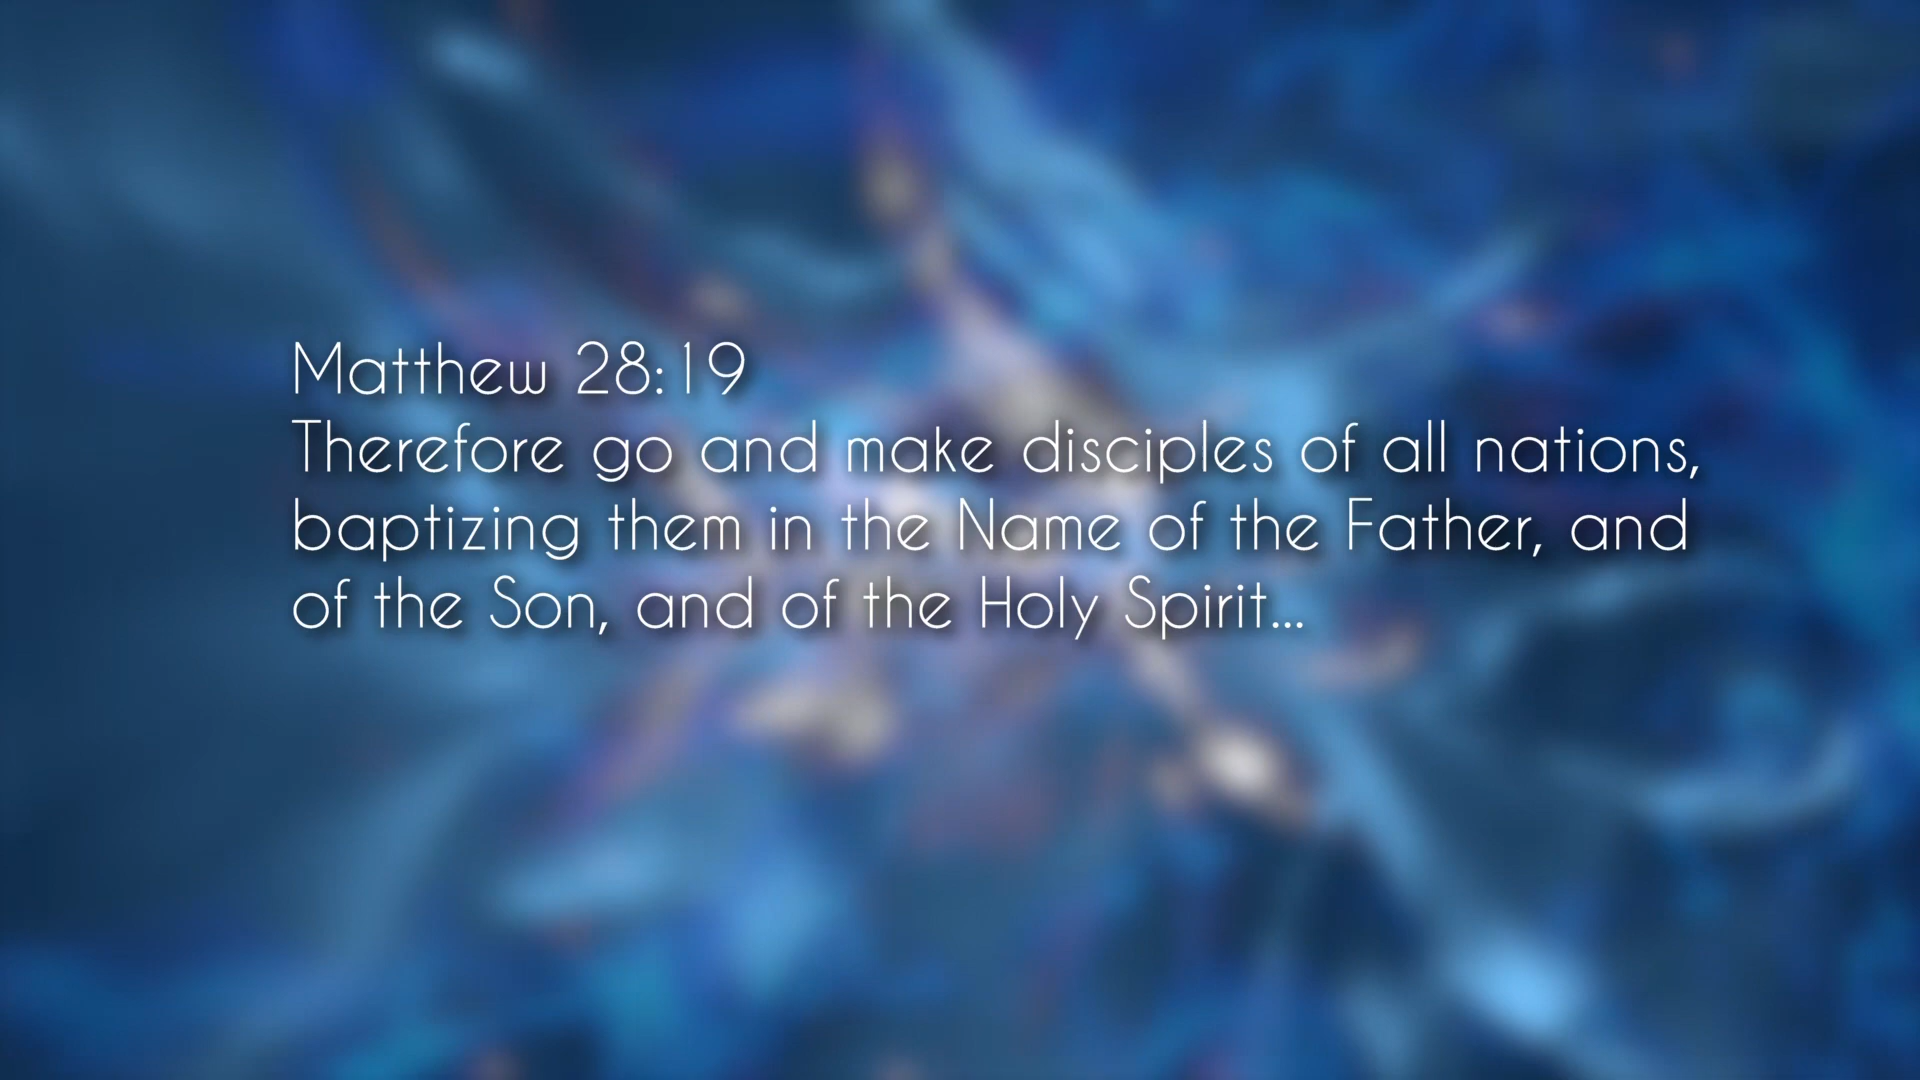 Matthew 28:19
Therefore go and make disciples of all nations,
baptizing them in the Name of the Father, and
of the Son, and of the Holy Spirit...